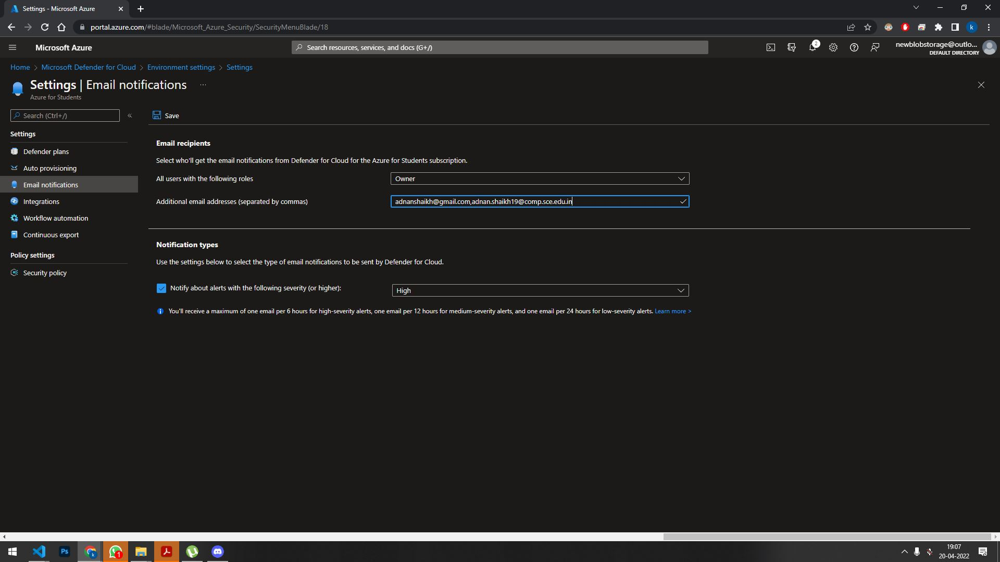 Settings - Microsoft Azure
portal.azure.com/#blade/Microsoft_Azure_Security/SecurityMenuBlade/18
k
Microsoft Azure
Search resources, services, and docs (G+/)
2
newblobstorage@outlo...
DEFAULT DIRECTORY
Home > Microsoft Defender for Cloud > Environment settings > Settings
Settings | Email notifications ...
Azure for Students
Search (Ctrl+/)
«
Save
Settings
Defender plans
Auto provisioning
Email notifications
Integrations
Workflow automation
Continuous export
Policy settings
Security policy
Email recipients
Select who'll get the email notifications from Defender for Cloud for the Azure for Students subscription.
All users with the following roles
Owner
Additional email addresses (separated by commas)
adnanshaikh@gmail.com,adnan.shaikh19@comp.sce.edu.in
Notification types
Use the settings below to select the type of email notifications to be sent by Defender for Cloud.
Notify about alerts with the following severity (or higher):
High
You'll receive a maximum of one email per 6 hours for high-severity alerts, one email per 12 hours for medium-severity alerts, and one email per 24 hours for low-severity alerts. Learn more >
Ps
k
1
19:07
20-04-2022